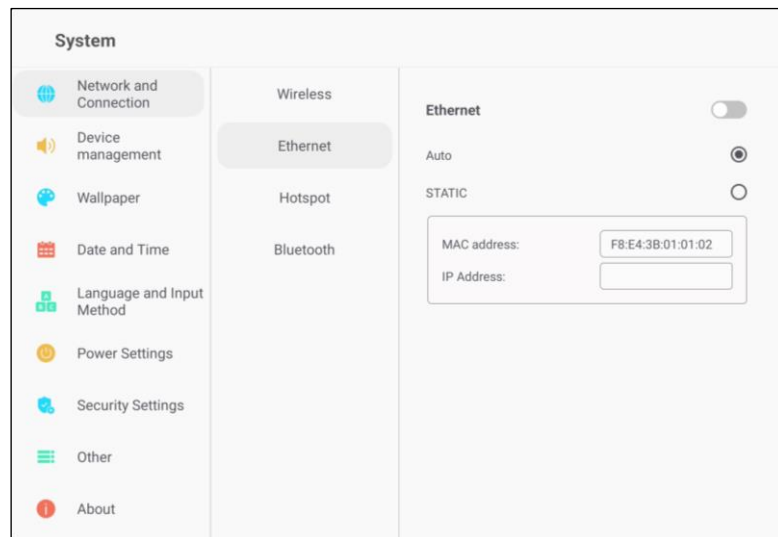 System
Network and
Connection
Device
management
Wallpaper
Date and Time
Language and Input
Method
Power Settings
Security Settings
Other
About
Wireless
Ethernet
Hotspot
Bluetooth
Ethernet
Auto
STATIC
MAC address: F8:E4:3B:01:01:02
IP Address: